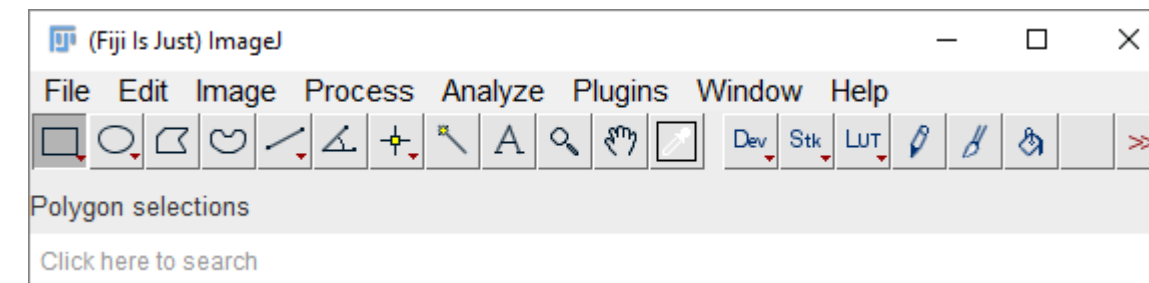 (Fiji Is Just) ImageJ
File Edit Image Process Analyze Plugins Window Help
A Dev Stk LUT >>
Polygon selections
Click here to search